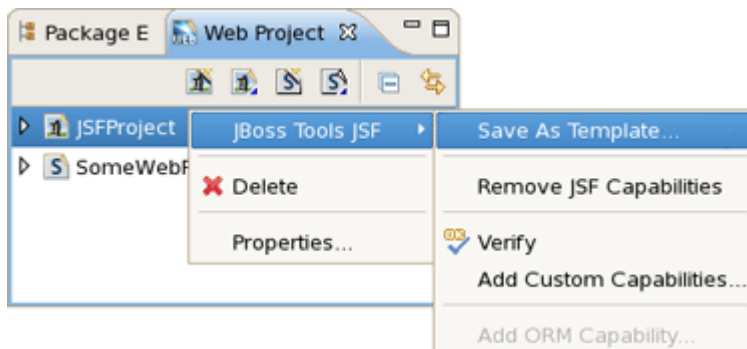 Package E Web Project
JSFProject JBoss Tools JSF Save As Template...
SomeWebF
Delete Remove JSF Capabilities
Properties... Verify
Add Custom Capabilities...
Add ORM Capability...